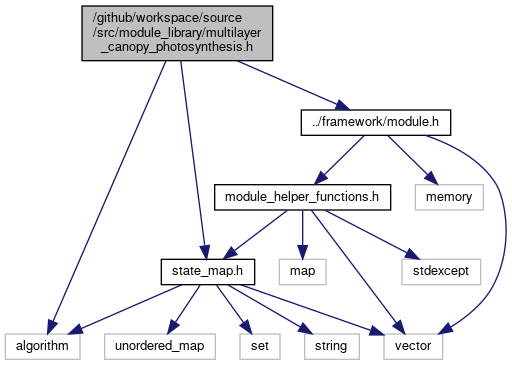 /github/workspace/source
/src/module_library/multilayer
_canopy_photosynthesis.h
../framework/module.h
module_helper_functions.h
memory
state_map.h
map
stdexcept
algorithm
unordered_map
set
string
vector